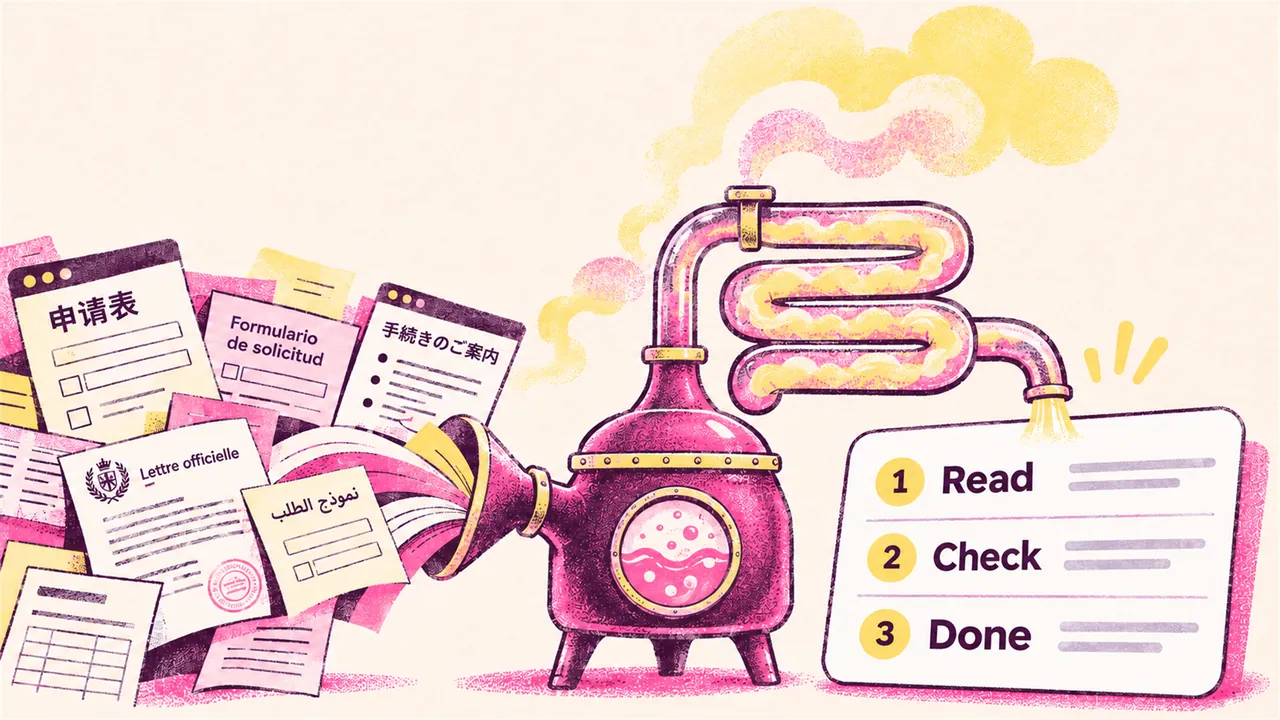 申请表
Formulario
de solicitud
手続きのご案内
Lettre officielle
نموذج الطلب
1 Read
2 Check
3 Done